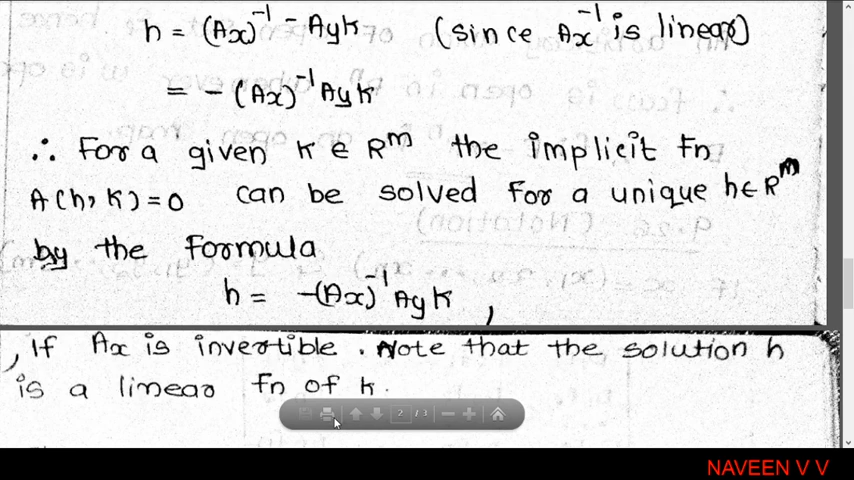 h = (Ax)⁻¹ - Ayk (since Ax⁻¹ is linear)
= - (Ax)⁻¹ Ayk
∴ For a given k ∈ Rᵐ the implicit fn
A(h, k) = 0 can be solved for a unique h ∈ Rᵐ
by the formula
h = -(Ax)⁻¹ Ayk ,
, If Ax is invertible. Note that the solution h
is a linear fn of k.
2 / 3
NAVEEN V V